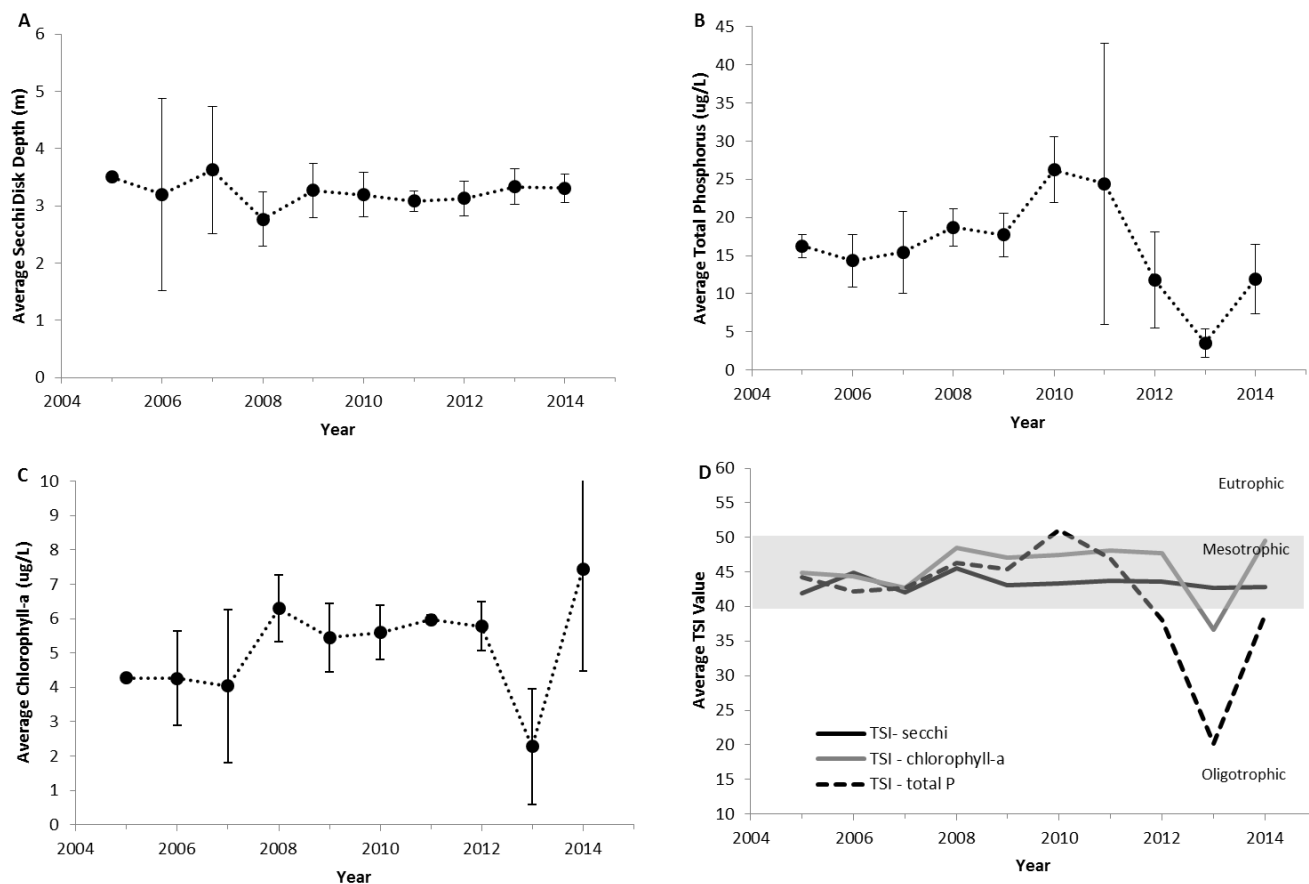 A
Average Secchi Disk Depth (m)
6
5
4
3
2
1
0
2004 2006 2008 2010 2012 2014
Year
B
Average Total Phosphorus (ug/L)
45
40
35
30
25
20
15
10
5
0
2004 2006 2008 2010 2012 2014
Year
C
Average Chlorophyll-a (ug/L)
10
9
8
7
6
5
4
3
2
1
0
2004 2006 2008 2010 2012 2014
Year
D
Average TSI Value
60
55
50
45
40
35
30
25
20
15
10
Eutrophic
Mesotrophic
TSI- secchi
TSI - chlorophyll-a
TSI - total P
Oligotrophic
2004 2006 2008 2010 2012 2014
Year